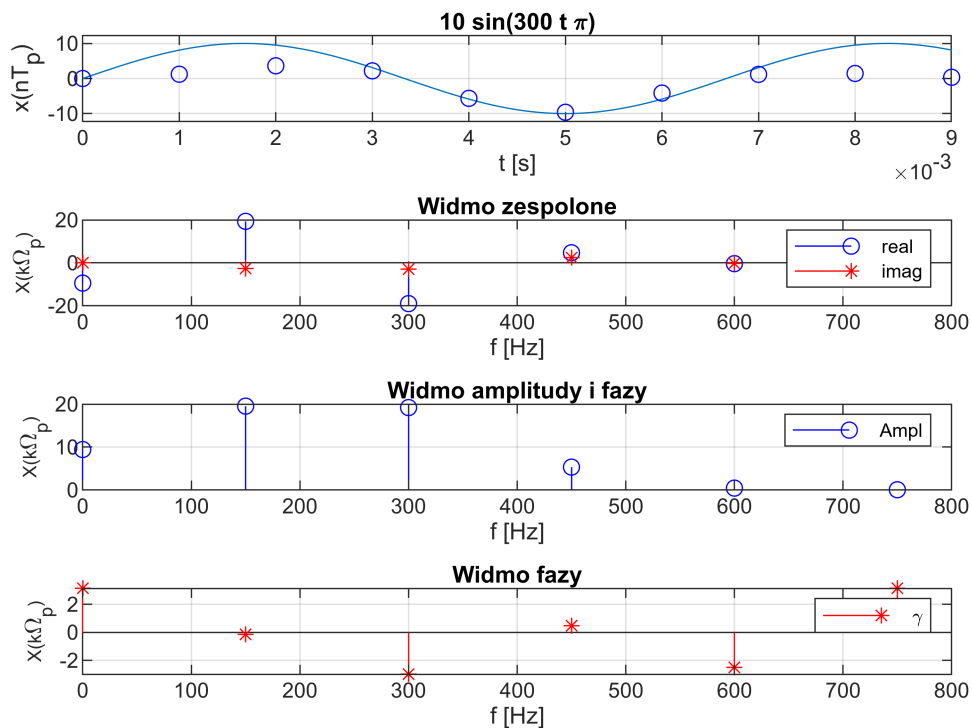 10 sin(300 t π)
x(nT_p)
10
0
-10
0 1 2 3 4 5 6 7 8 9
t [s]
×10^-3
Widmo zespolone
X(kΩ_p)
20
0
-20
real
imag
0 100 200 300 400 500 600 700 800
f [Hz]
Widmo amplitudy i fazy
X(kΩ_p)
20
10
0
Ampl
0 100 200 300 400 500 600 700 800
f [Hz]
Widmo fazy
X(kΩ_p)
2
0
-2
γ
0 100 200 300 400 500 600 700 800
f [Hz]